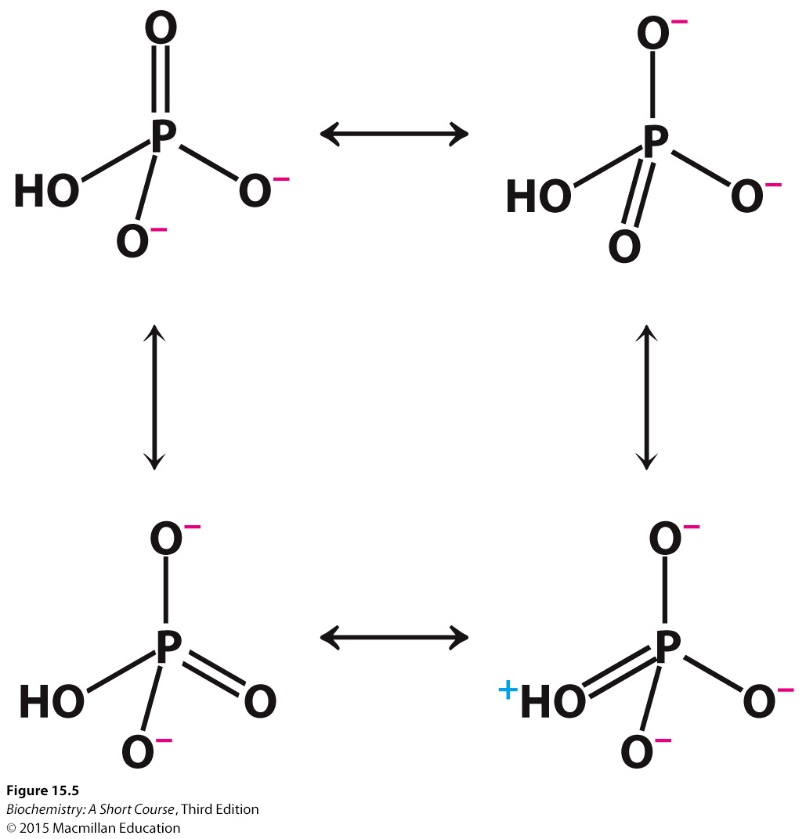 O O−
P P
HO O− HO O−
O− O
O− O−
P P
HO O +HO O−
O− O−
Figure 15.5
Biochemistry: A Short Course, Third Edition
© 2015 Macmillan Education